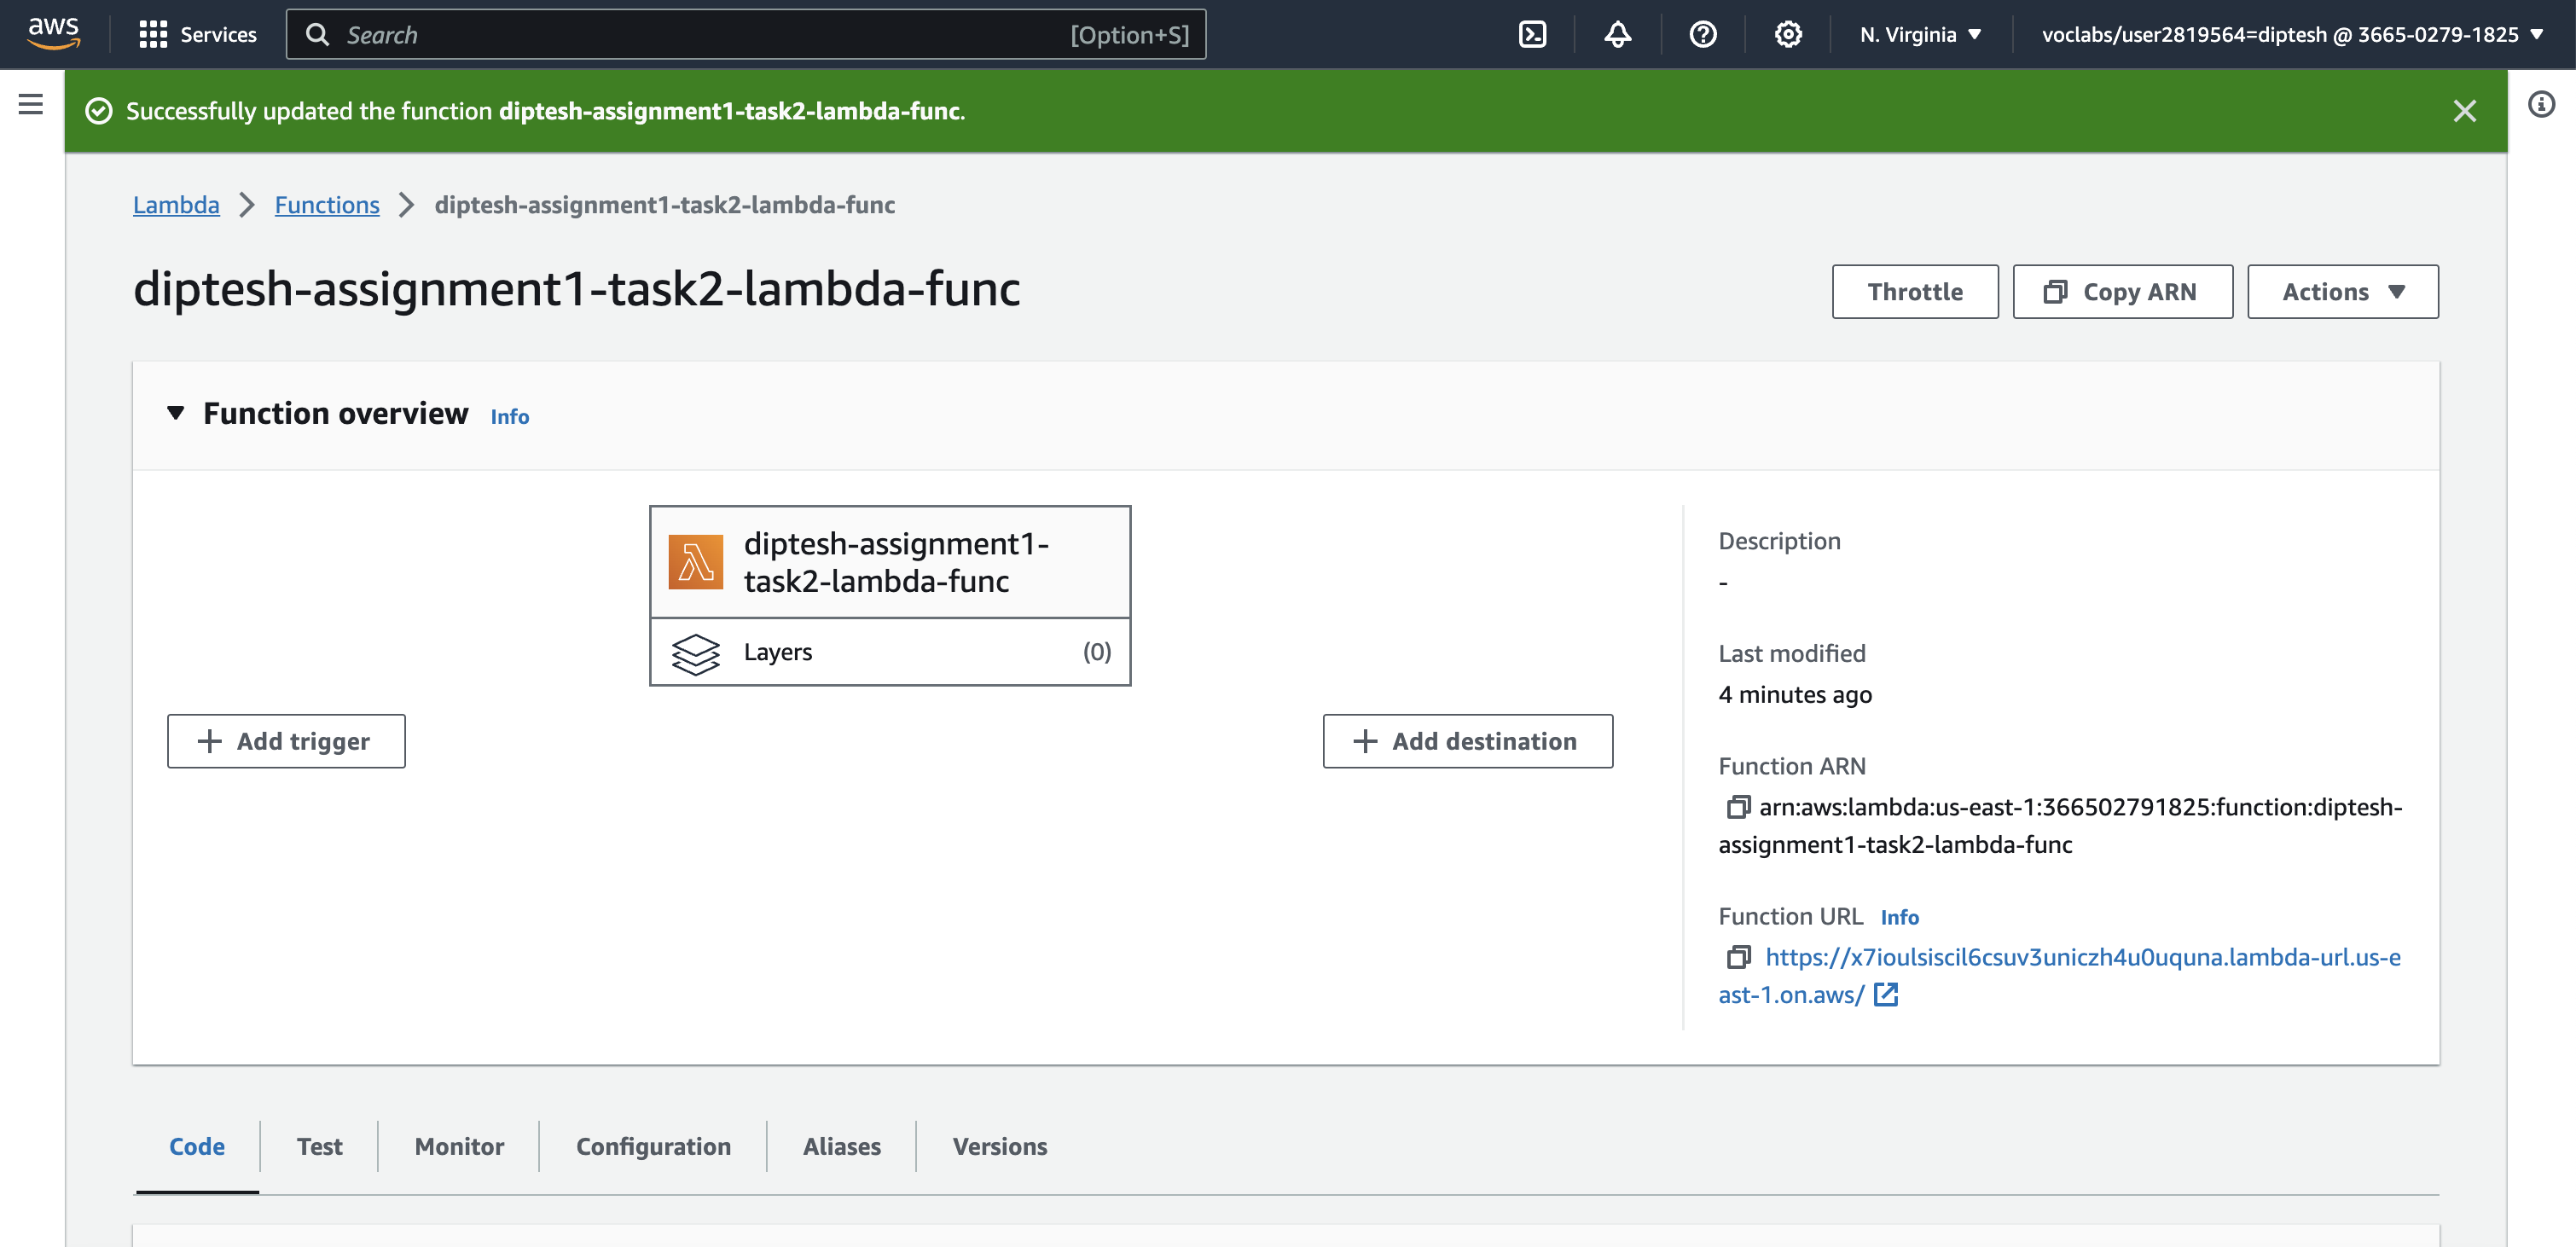 aws
Services
Search
[Option+S]
N. Virginia
voclabs/user2819564=diptesh @ 3665-0279-1825
Successfully updated the function diptesh-assignment1-task2-lambda-func.
Lambda
Functions
diptesh-assignment1-task2-lambda-func
diptesh-assignment1-task2-lambda-func
Throttle
Copy ARN
Actions
Function overview Info
diptesh-assignment1-
task2-lambda-func
Layers (0)
Add trigger
Add destination
Description
-
Last modified
4 minutes ago
Function ARN
arn:aws:lambda:us-east-1:366502791825:function:diptesh-
assignment1-task2-lambda-func
Function URL Info
https://x7ioulsiscil6csuv3uniczh4u0uquna.lambda-url.us-e
ast-1.on.aws/
Code
Test
Monitor
Configuration
Aliases
Versions